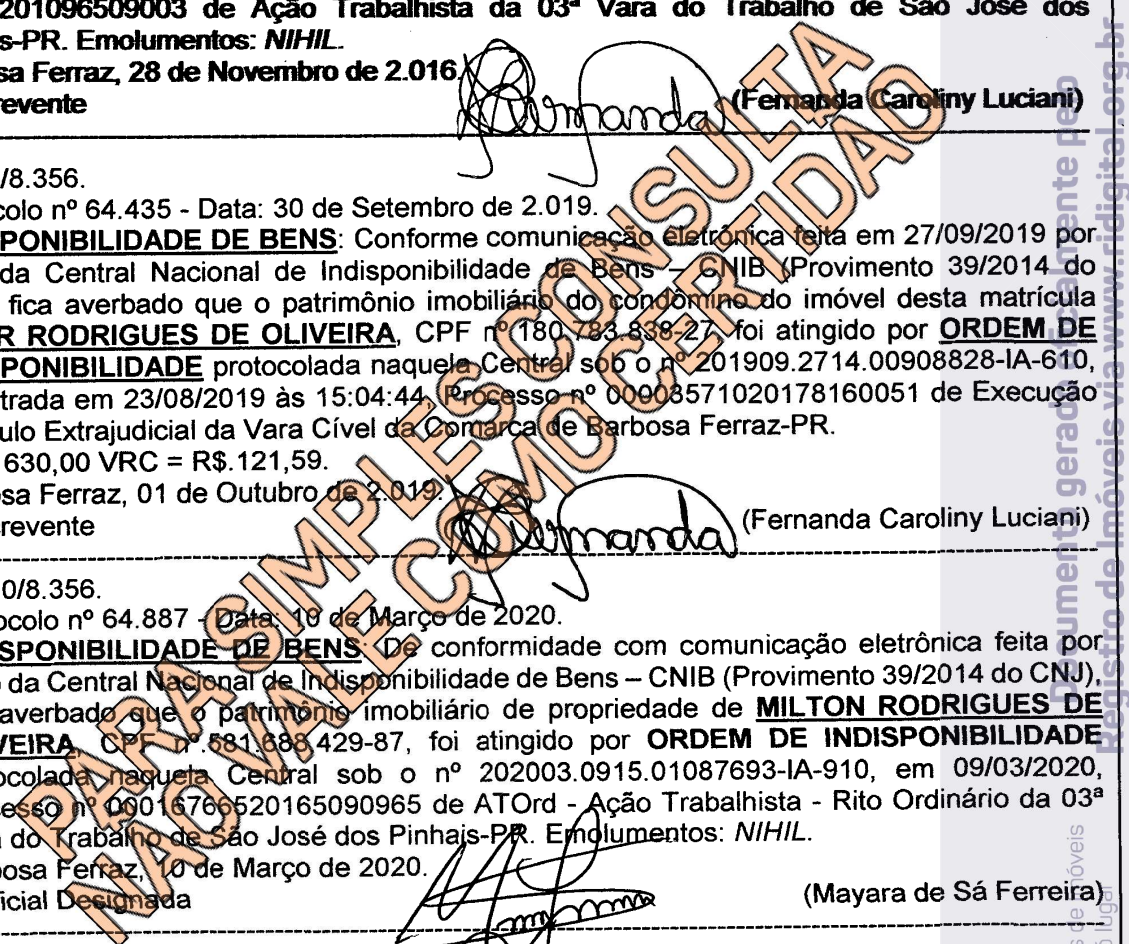 201096509003 de Ação Trabalhista da 03ª Vara do Trabalho de São José dos
s-PR. Emolumentos: NIHIL.
sa Ferraz, 28 de Novembro de 2.016.
revente (Fernanda Caroliny Luciani)
/8.356.
colo nº 64.435 - Data: 30 de Setembro de 2.019.
PONIBILIDADE DE BENS: Conforme comunicação eletrônica feita em 27/09/2019 por
da Central Nacional de Indisponibilidade de Bens – CNIB (Provimento 39/2014 do
fica averbado que o patrimônio imobiliário do condômino do imóvel desta matrícula
R RODRIGUES DE OLIVEIRA, CPF nº 180.783.838-27, foi atingido por ORDEM DE
PONIBILIDADE protocolada naquela Central sob o nº 201909.2714.00908828-IA-610,
trada em 23/08/2019 às 15:04:44, Processo nº 00003571020178160051 de Execução
ulo Extrajudicial da Vara Cível da Comarca de Barbosa Ferraz-PR.
630,00 VRC = R$.121,59.
sa Ferraz, 01 de Outubro de 2.019.
revente (Fernanda Caroliny Luciani)
0/8.356.
ocolo nº 64.887 - Data: 10 de Março de 2020.
SPONIBILIDADE DE BENS: De conformidade com comunicação eletrônica feita por
da Central Nacional de Indisponibilidade de Bens – CNIB (Provimento 39/2014 do CNJ),
averbado que o patrimônio imobiliário de propriedade de MILTON RODRIGUES DE
VEIRA, CPF nº.581.688.429-87, foi atingido por ORDEM DE INDISPONIBILIDADE
ocolada naquela Central sob o nº 202003.0915.01087693-IA-910, em 09/03/2020,
esso nº 00016766520165090965 de ATOrd - Ação Trabalhista - Rito Ordinário da 03ª
a do Trabalho de São José dos Pinhais-PR. Emolumentos: NIHIL.
bosa Ferraz, 10 de Março de 2020.
icial Designada (Mayara de Sá Ferreira)
PARA SIMPLES CONSULTA
NÃO VALE COMO CERTIDÃO
Documento gerado oficialmente pelo
Registro de Imóveis via www.ridigital.org.br
s de móveis
ó lugar